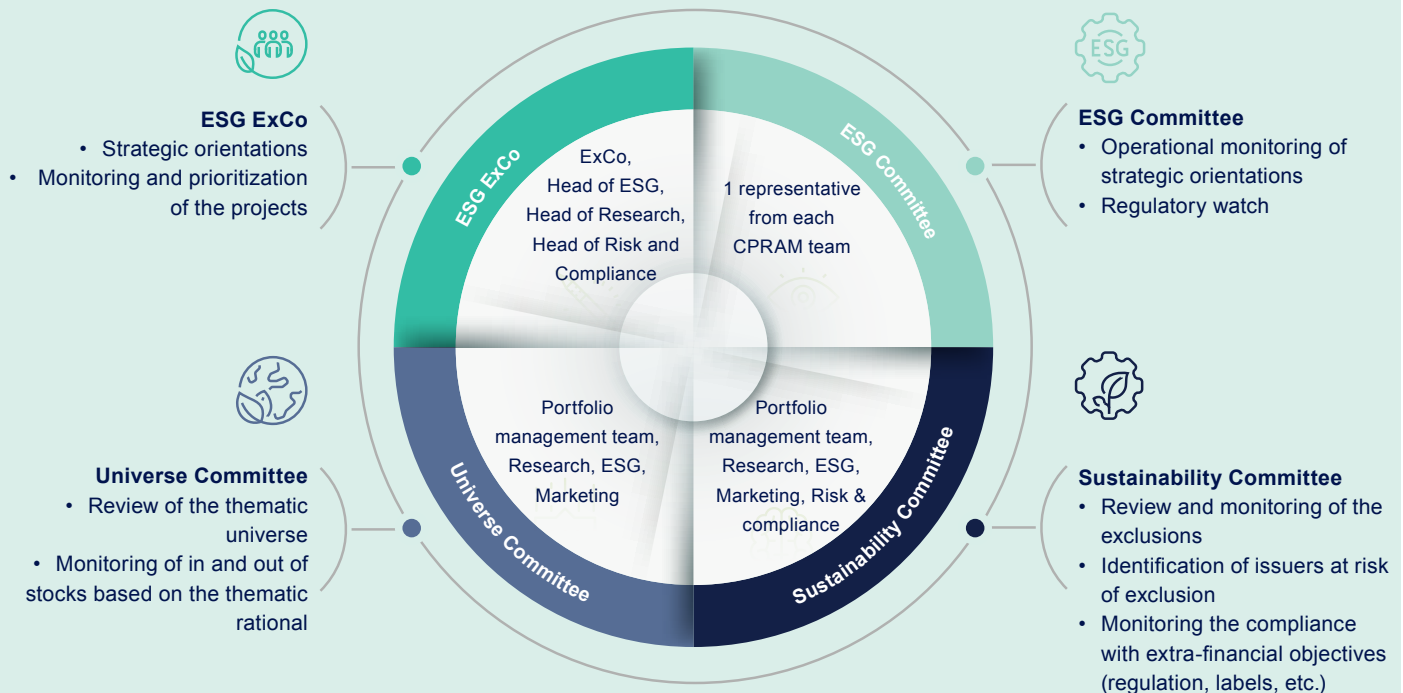 ESG ExCo
• Strategic orientations
• Monitoring and prioritization
of the projects
ESG ExCo
ExCo,
Head of ESG,
Head of Research,
Head of Risk and
Compliance
1 representative
from each
CPRAM team
ESG Committee
ESG
ESG Committee
• Operational monitoring of
strategic orientations
• Regulatory watch
Universe Committee
• Review of the thematic
universe
• Monitoring of in and out of
stocks based on the thematic
rational
Universe Committee
Portfolio
management team,
Research, ESG,
Marketing
Portfolio
management team,
Research, ESG,
Marketing, Risk &
compliance
Sustainability Committee
Sustainability Committee
• Review and monitoring of the
exclusions
• Identification of issuers at risk
of exclusion
• Monitoring the compliance
with extra-financial objectives
(regulation, labels, etc.)